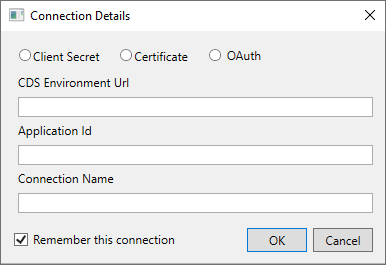 Connection Details
Client Secret Certificate OAuth
CDS Environment Url
Application Id
Connection Name
Remember this connection OK Cancel